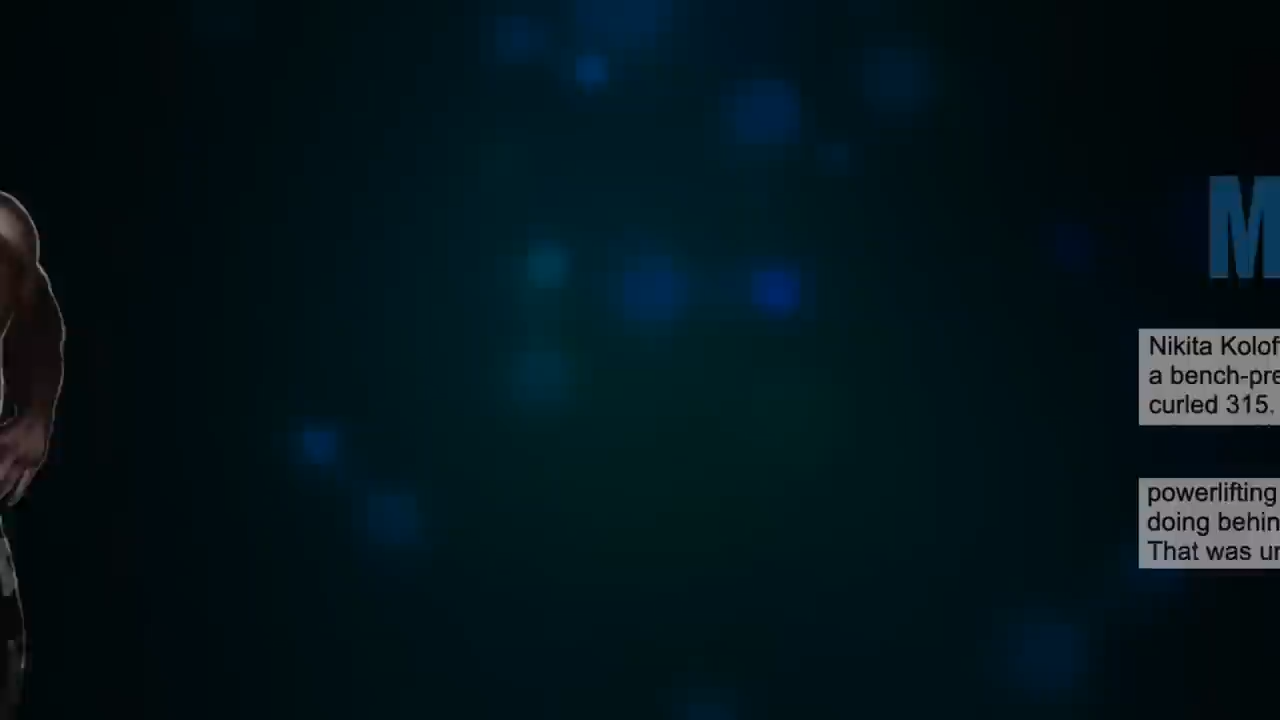 M
Nikita Kolof
a bench-pre
curled 315.
powerlifting
doing behin
That was ur